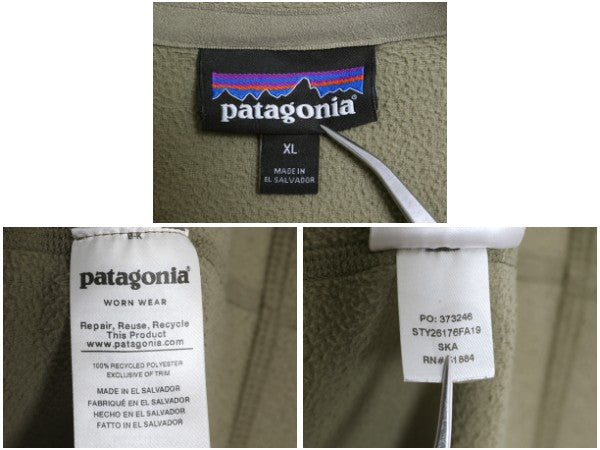 patagonia®
XL
MADE IN
EL SALVADOR
B-K
patagonia®
WORN WEAR
Repair, Reuse, Recycle
This Product
www.patagonia.com
100% RECYCLED POLYESTER
EXCLUSIVE OF TRIM
MADE IN EL SALVADOR
FABRIQUÉ EN EL SALVADOR
HECHO EN EL SALVADOR
FATTO IN EL SALVADOR
PO: 373246
STY26176FA19
SKA